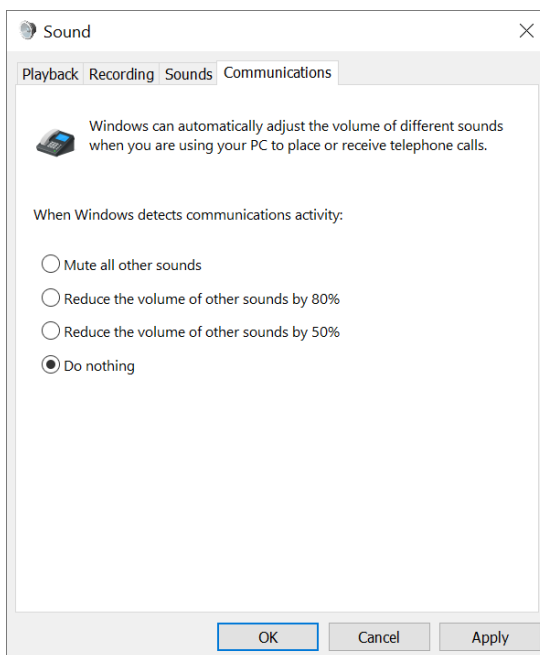 Sound
Playback Recording Sounds Communications
Windows can automatically adjust the volume of different sounds
when you are using your PC to place or receive telephone calls.
When Windows detects communications activity:
Mute all other sounds
Reduce the volume of other sounds by 80%
Reduce the volume of other sounds by 50%
Do nothing
OK Cancel Apply